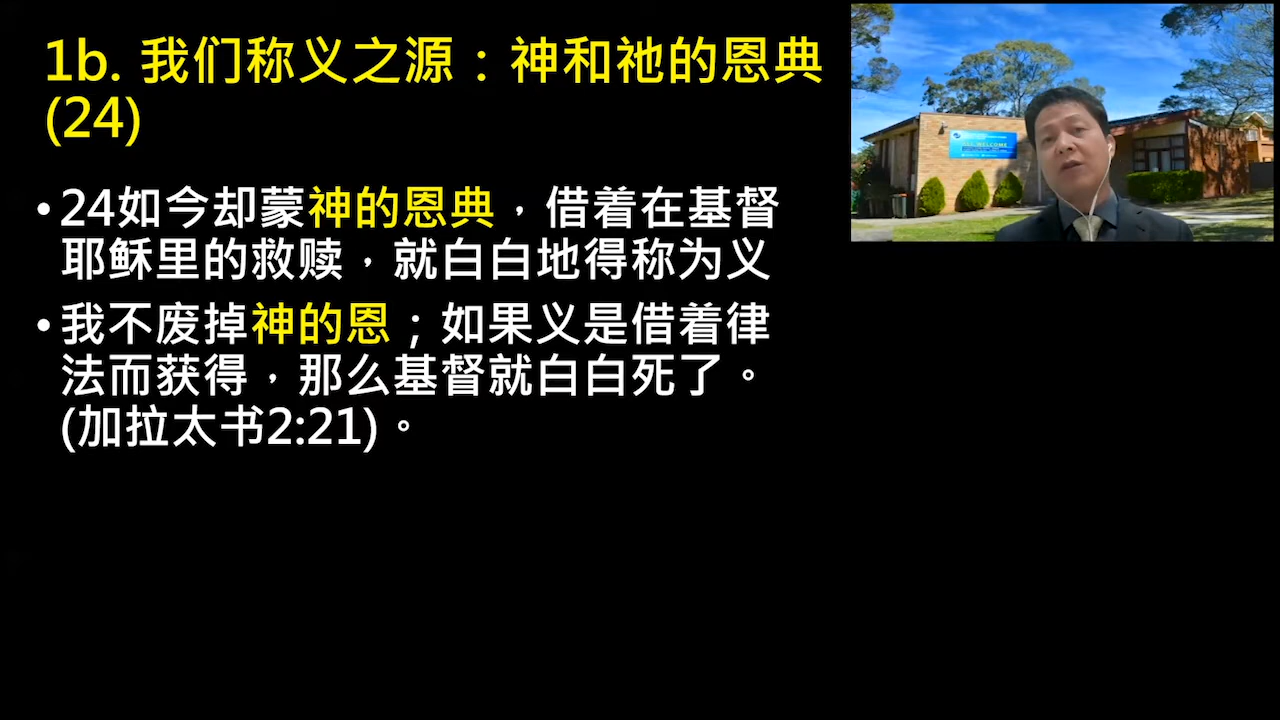 1b. 我们称义之源：神和祂的恩典
(24)
•24如今却蒙神的恩典，借着在基督
耶稣里的救赎，就白白地得称为义
•我不废掉神的恩；如果义是借着律
法而获得，那么基督就白白死了。
(加拉太书2:21)。
ALL WELCOME